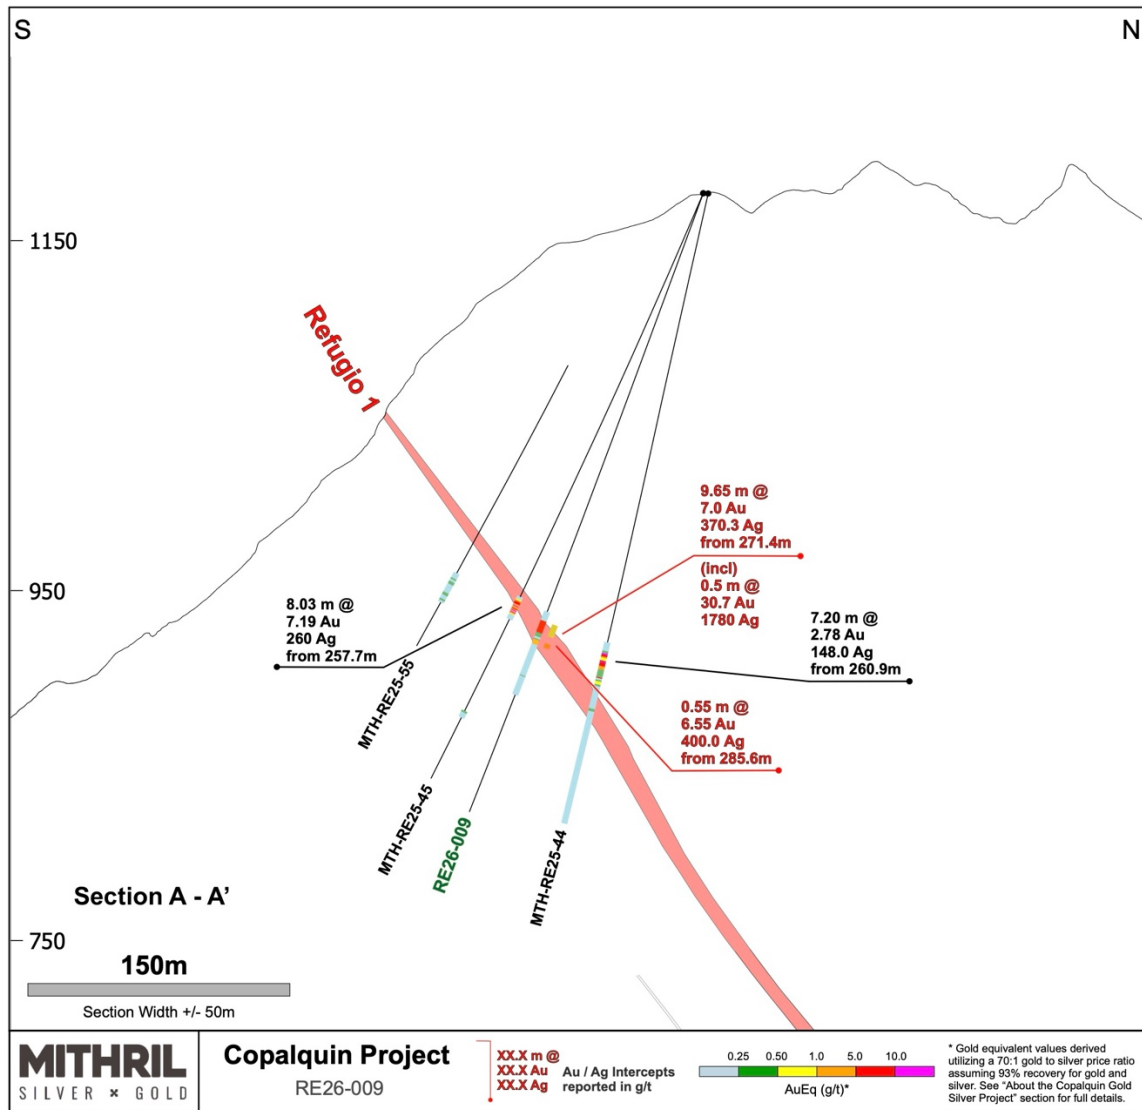 S
N
1150
Refugio 1
9.65 m @
7.0 Au
370.3 Ag
from 271.4m
(incl)
0.5 m @
30.7 Au
1780 Ag
950
8.03 m @
7.19 Au
260 Ag
from 257.7m
7.20 m @
2.78 Au
148.0 Ag
from 260.9m
MTH-RE25-55
0.55 m @
6.55 Au
400.0 Ag
from 285.6m
MTH-RE25-45
RE26-009
MTH-RE25-44
Section A - A’
750
150m
Section Width +/- 50m
MITHRIL
SILVER × GOLD
Copalquin Project
RE26-009
XX.X m @
XX.X Au
XX.X Ag
Au / Ag Intercepts
reported in g/t
0.25 0.50 1.0 5.0 10.0
AuEq (g/t)*
* Gold equivalent values derived
utilizing a 70:1 gold to silver price ratio
assuming 93% recovery for gold and
silver. See “About the Copalquin Gold
Silver Project” section for full details.